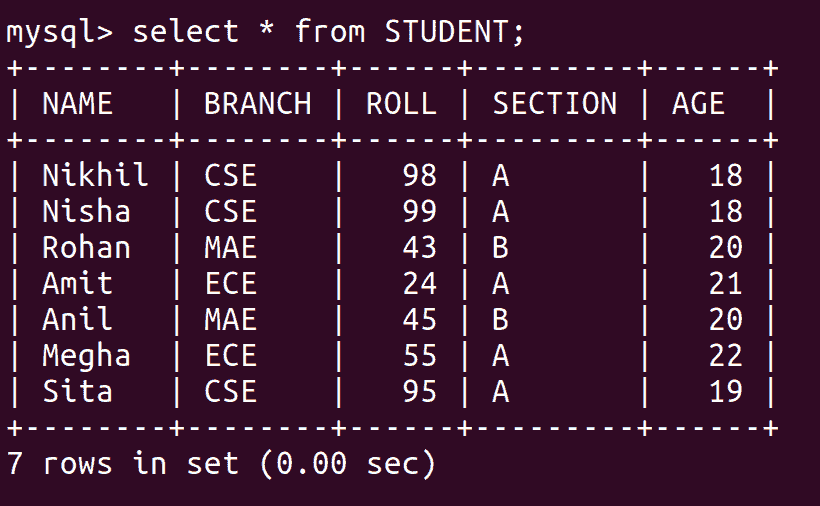 mysql> select * from STUDENT;
+--------+--------+------+---------+------+
| NAME   | BRANCH | ROLL | SECTION | AGE  |
+--------+--------+------+---------+------+
| Nikhil | CSE    |   98 | A       |   18 |
| Nisha  | CSE    |   99 | A       |   18 |
| Rohan  | MAE    |   43 | B       |   20 |
| Amit   | ECE    |   24 | A       |   21 |
| Anil   | MAE    |   45 | B       |   20 |
| Megha  | ECE    |   55 | A       |   22 |
| Sita   | CSE    |   95 | A       |   19 |
+--------+--------+------+---------+------+
7 rows in set (0.00 sec)